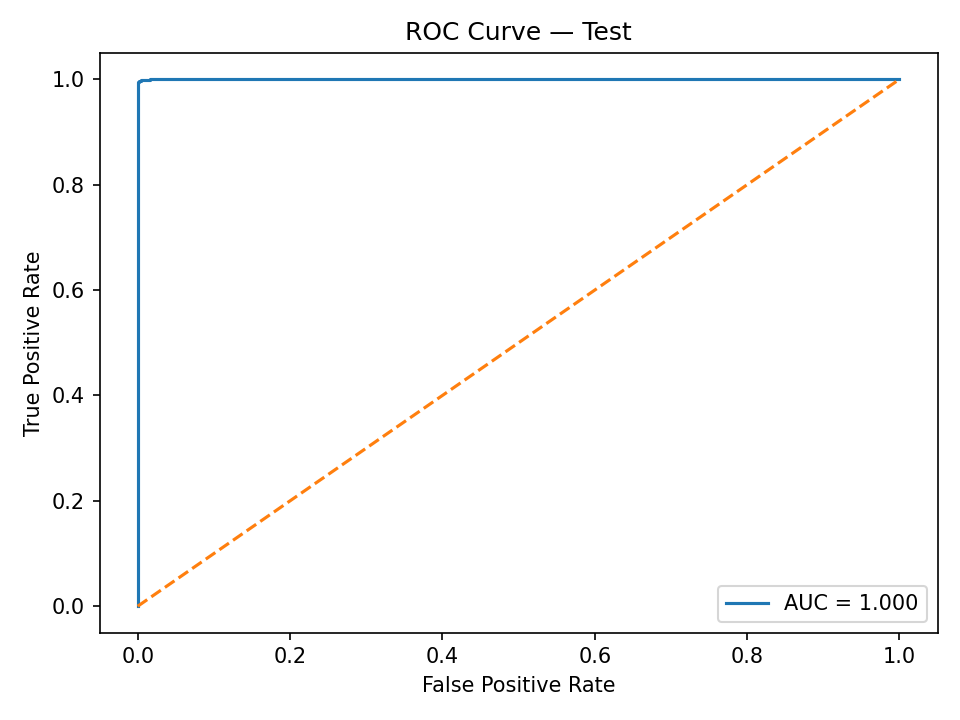 ROC Curve — Test
True Positive Rate
1.0
0.8
0.6
0.4
0.2
0.0
AUC = 1.000
0.0 0.2 0.4 0.6 0.8 1.0
False Positive Rate